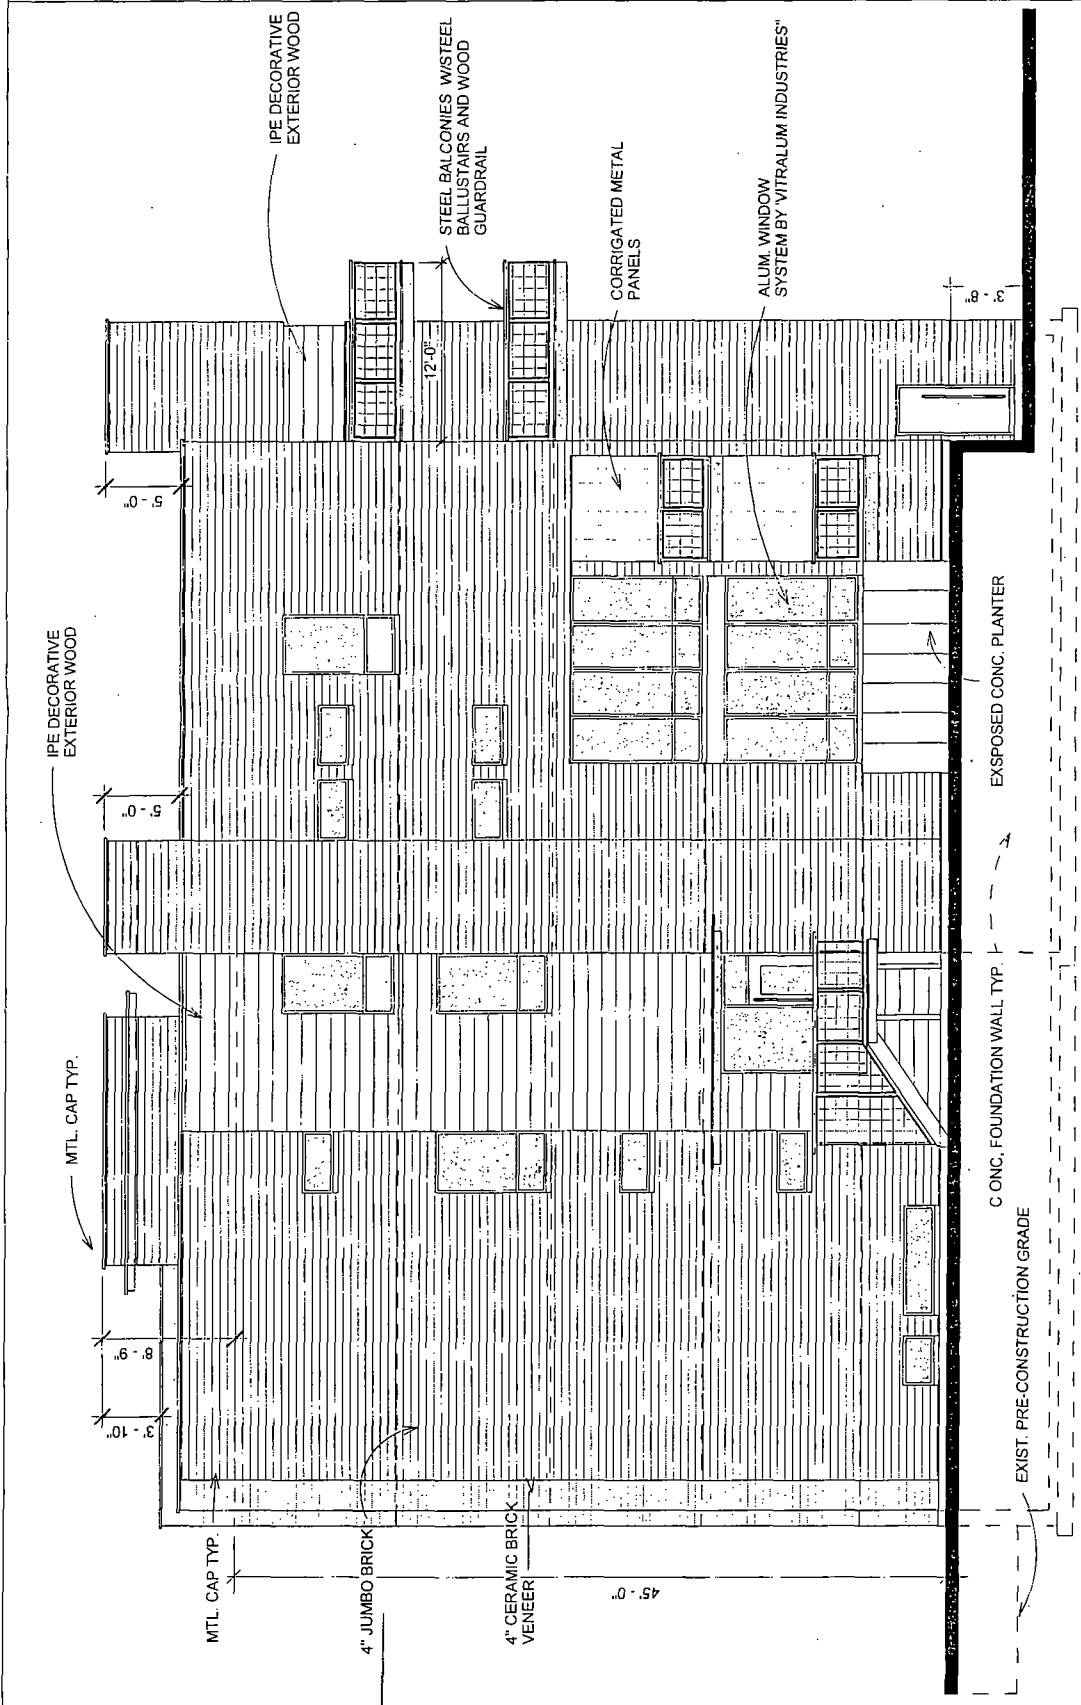 IPE DECORATIVE
EXTERIOR WOOD
MTL. CAP TYP.
IPE DECORATIVE
EXTERIOR WOOD
STEEL BALCONIES W/STEEL
BALLUSTAIRS AND WOOD
GUARDRAIL
CORRIGATED METAL
PANELS
ALUM. WINDOW
SYSTEM BY 'VITRALUM INDUSTRIES"
3' - 10"
8' - 9"
5' - 0"
5' - 0"
12'-0"
3' - 8"
MTL. CAP TYP.
4" JUMBO BRICK
4" CERAMIC BRICK
VENEER
45' - 0"
EXIST. PRE-CONSTRUCTION GRADE
C ONC, FOUNDATION WALL TYP.
EXSPOSED CONC. PLANTER